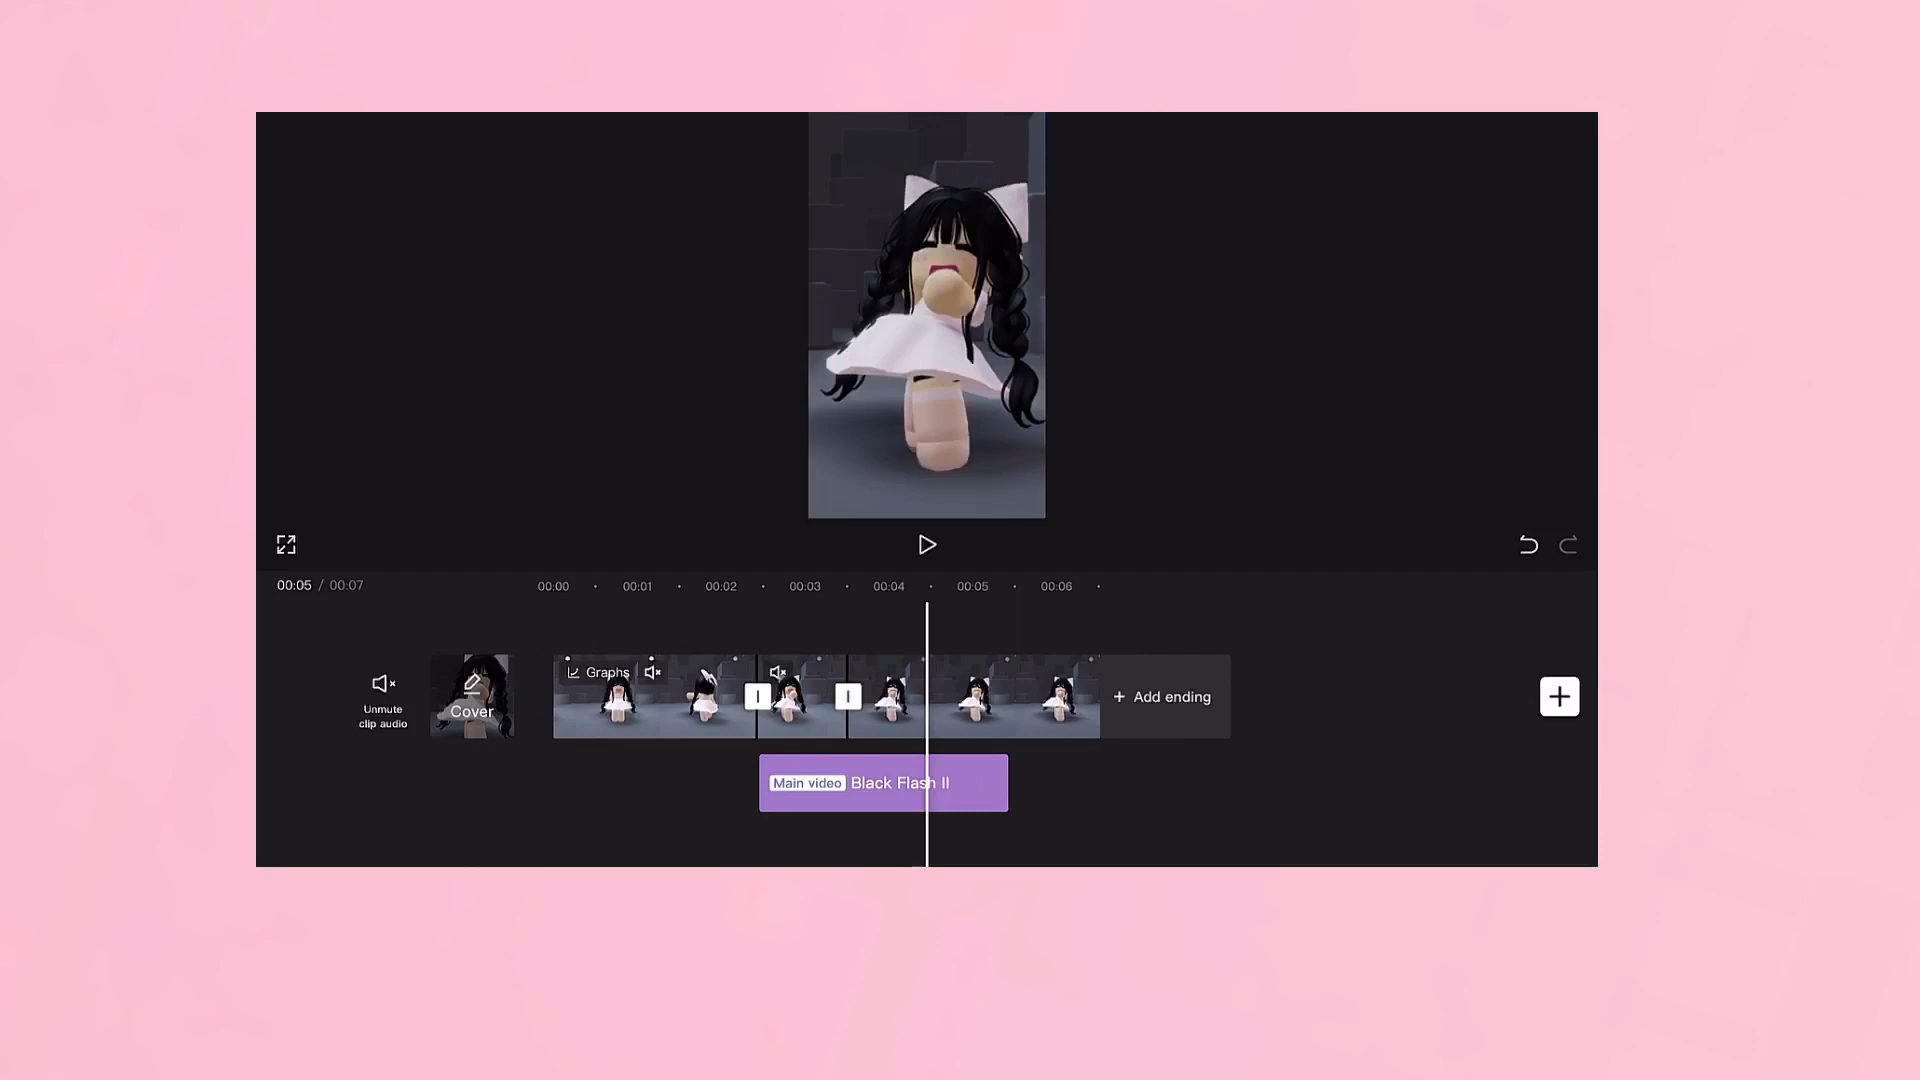 00:05 / 00:07
00:00 00:01 00:02 00:03 00:04 00:05 00:06
Graphs
Unmute
clip audio
Cover
+ Add ending
Main video Black Flash II